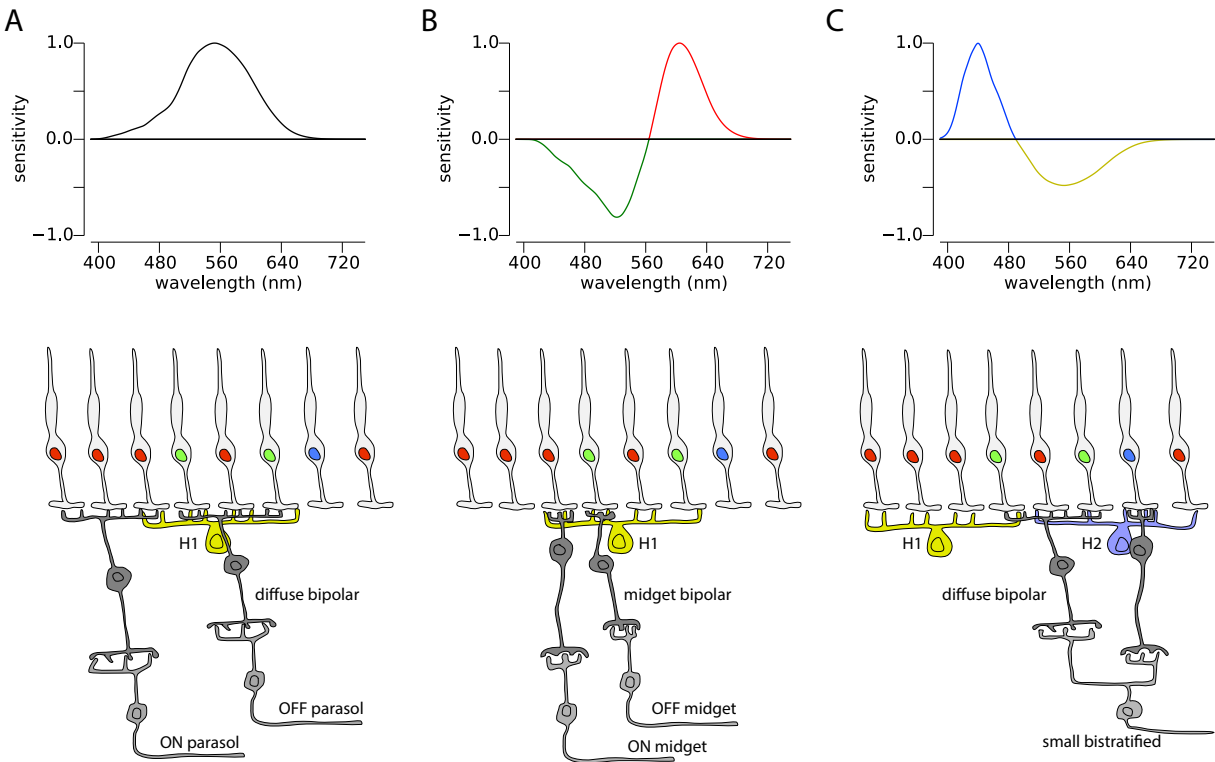 A
B
C
1.0
0.0
−1.0
sensitivity
400 480 560 640 720
wavelength (nm)
1.0
0.0
−1.0
sensitivity
400 480 560 640 720
wavelength (nm)
1.0
0.0
−1.0
sensitivity
400 480 560 640 720
wavelength (nm)
H1
diffuse bipolar
OFF parasol
ON parasol
H1
midget bipolar
OFF midget
ON midget
H1
H2
diffuse bipolar
small bistratified